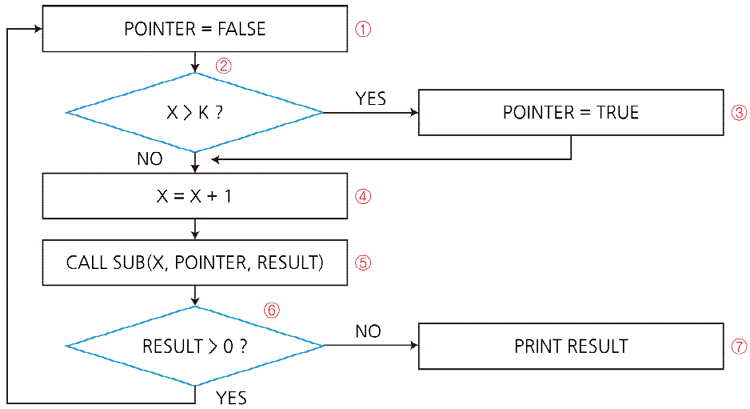 POINTER = FALSE ①
②
X > K ?
YES
POINTER = TRUE ③
NO
X = X + 1 ④
CALL SUB(X, POINTER, RESULT) ⑤
⑥
RESULT > 0 ?
NO
PRINT RESULT ⑦
YES